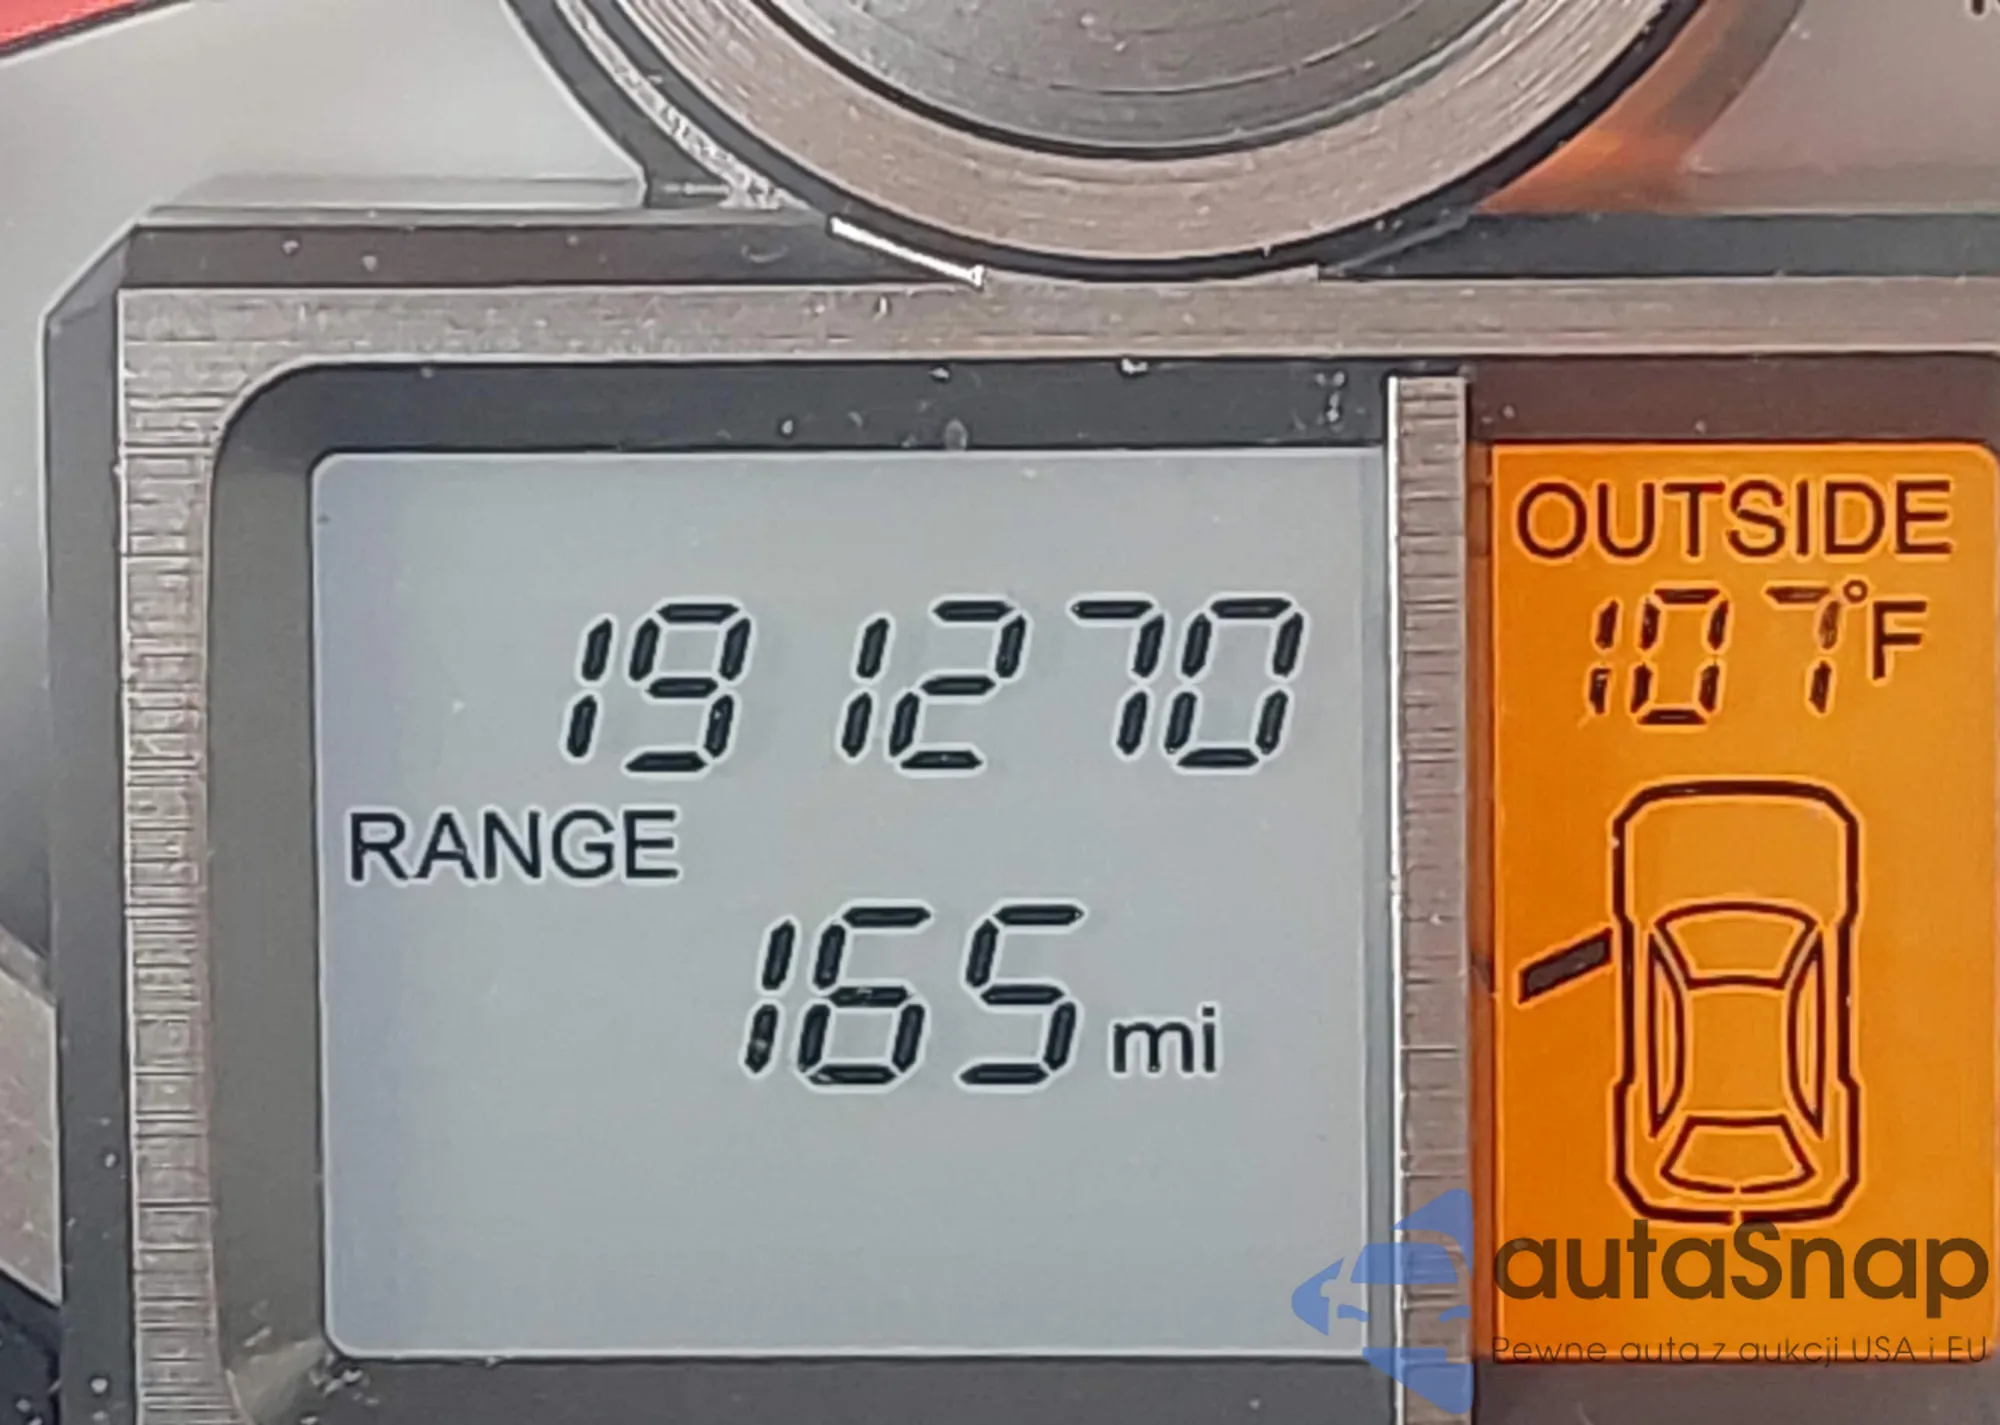 191270
RANGE
165 mi
OUTSIDE
107°F
autaSnap
Pewne auta z aukcji USA i EU